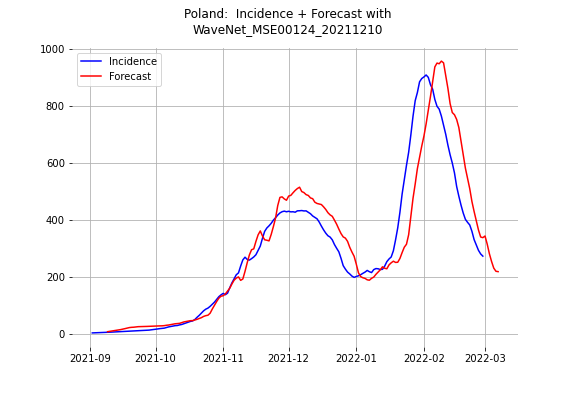 Poland:  Incidence + Forecast with
WaveNet_MSE00124_20211210
Incidence
Forecast
1000
800
600
400
200
0
2021-09 2021-10 2021-11 2021-12 2022-01 2022-02 2022-03